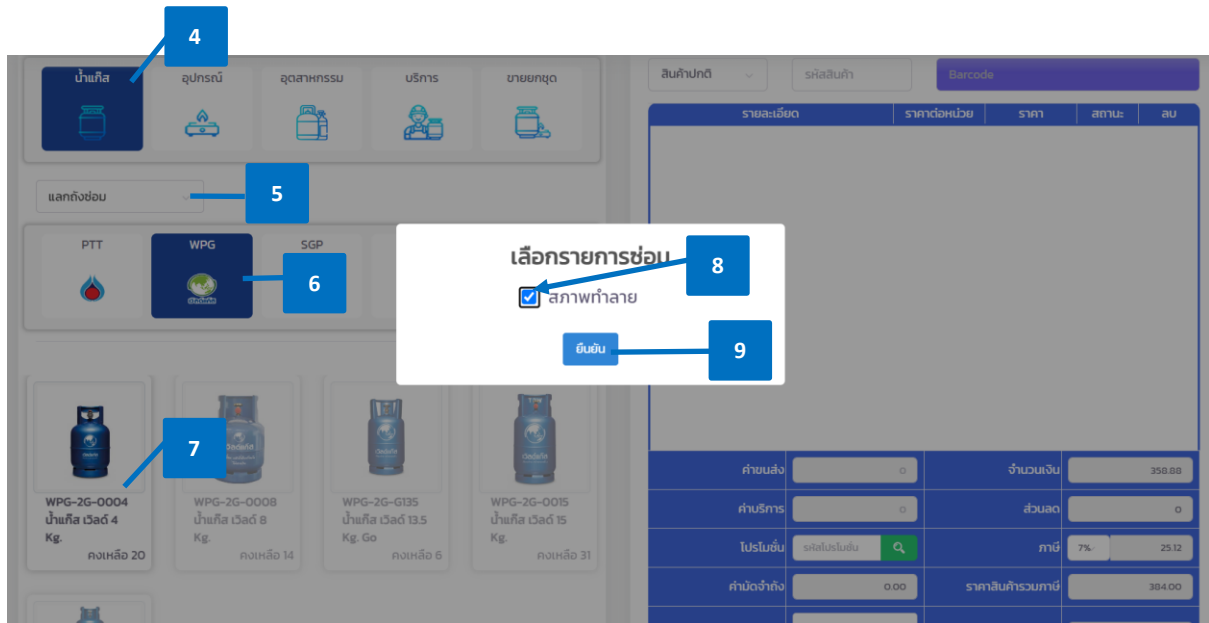 4
น้ำแก๊ส อุปกรณ์ อุตสาหกรรม บริการ ขายยกชุด
แลกถังซ่อม
5
PTT WPG SGP
6
เลือกรายการซ่อม
8
สภาพทำลาย
ยืนยัน
9
7
WPG-2G-0004
น้ำแก๊ส เวิลด์ 4
Kg.
คงเหลือ 20
WPG-2G-0008
น้ำแก๊ส เวิลด์ 8
Kg.
คงเหลือ 14
WPG-2G-G135
น้ำแก๊ส เวิลด์ 13.5
Kg. Go
คงเหลือ 6
WPG-2G-0015
น้ำแก๊ส เวิลด์ 15
Kg.
คงเหลือ 31
สินค้าปกติ รหัสสินค้า Barcode
รายละเอียด ราคาต่อหน่วย ราคา สถานะ ลบ
ค่าขนส่ง 0 จำนวนเงิน 358.88
ค่าบริการ 0 ส่วนลด 0
โปรโมชั่น รหัสโปรโมชั่น ภาษี 7% 25.12
ค่ามัดจำถัง 0.00 ราคาสินค้ารวมภาษี 384.00